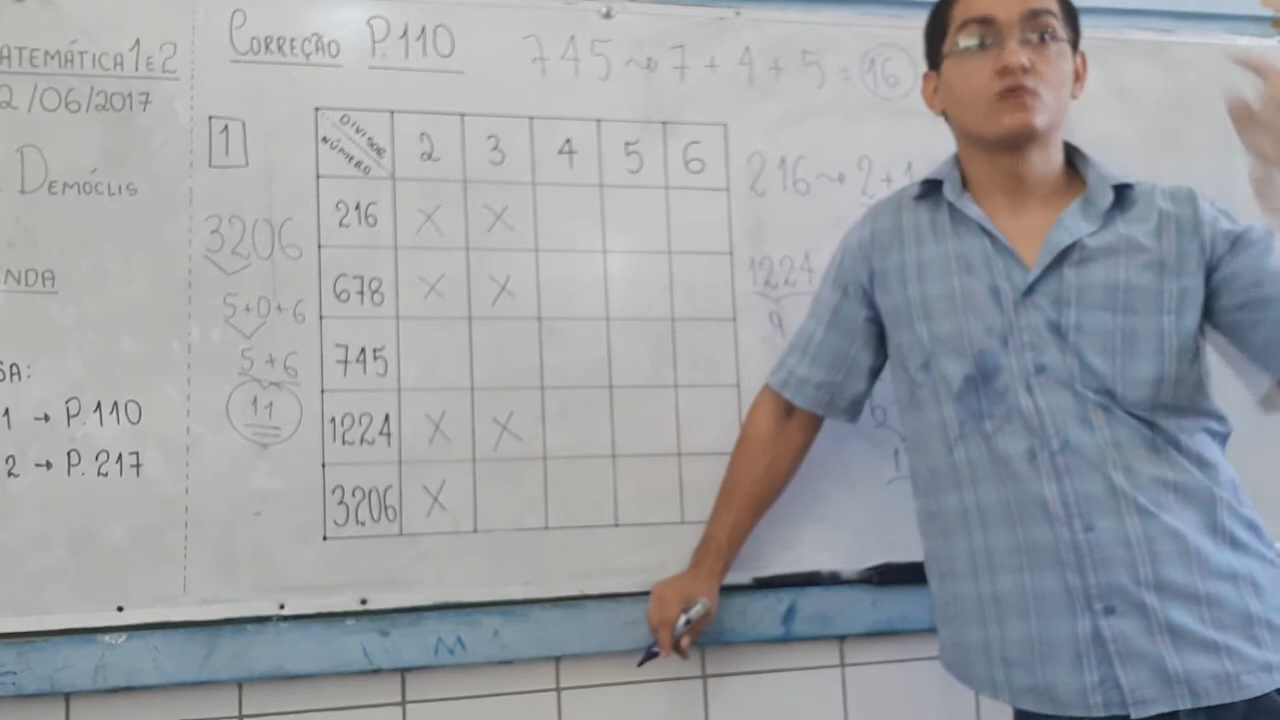 ATEMÁTICA 1 E 2
2/06/2017
DEMÓCLIS
NDA
SA:
1 → P.110
2 → P.217
CORREÇÃO P.110
745 ⤳ 7 + 4 + 5 = 16
1
DIVISOR
NÚMERO
2 3 4 5 6
216 X X
678 X X
745
1224 X X
3206 X
3206
5+0+6
5+6
11
216 ⤳ 2+1
1224
9
M